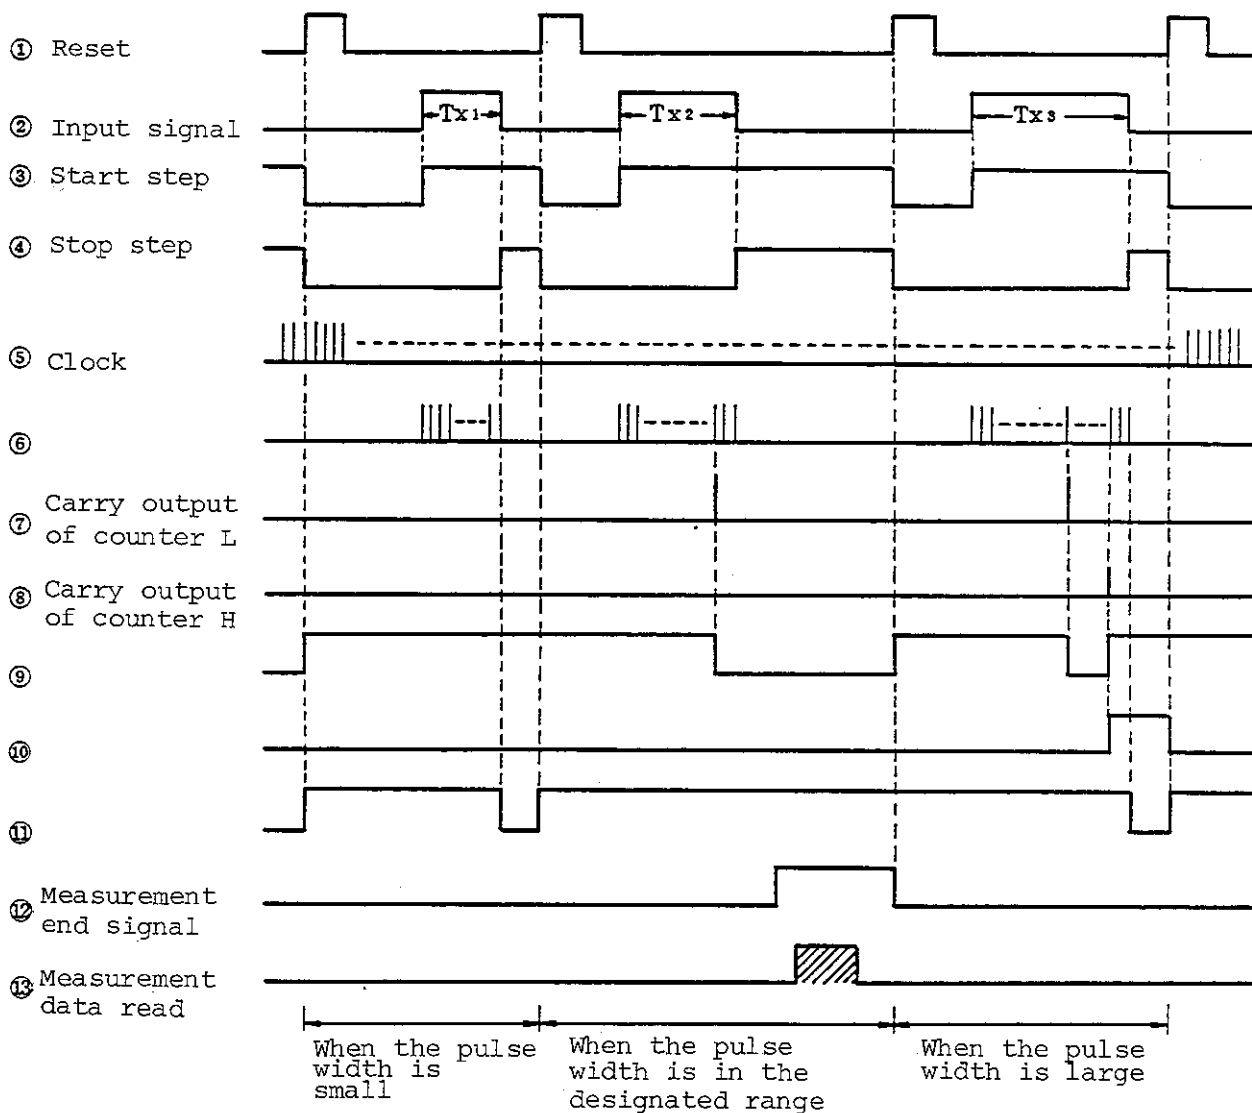 ① Reset
② Input signal
Tx1
Tx2
Tx3
③ Start step
④ Stop step
⑤ Clock
⑥
⑦ Carry output
of counter L
⑧ Carry output
of counter H
⑨
⑩
⑪
⑫ Measurement
end signal
⑬ Measurement
data read
When the pulse
width is
small
When the pulse
width is in the
designated range
When the pulse
width is large